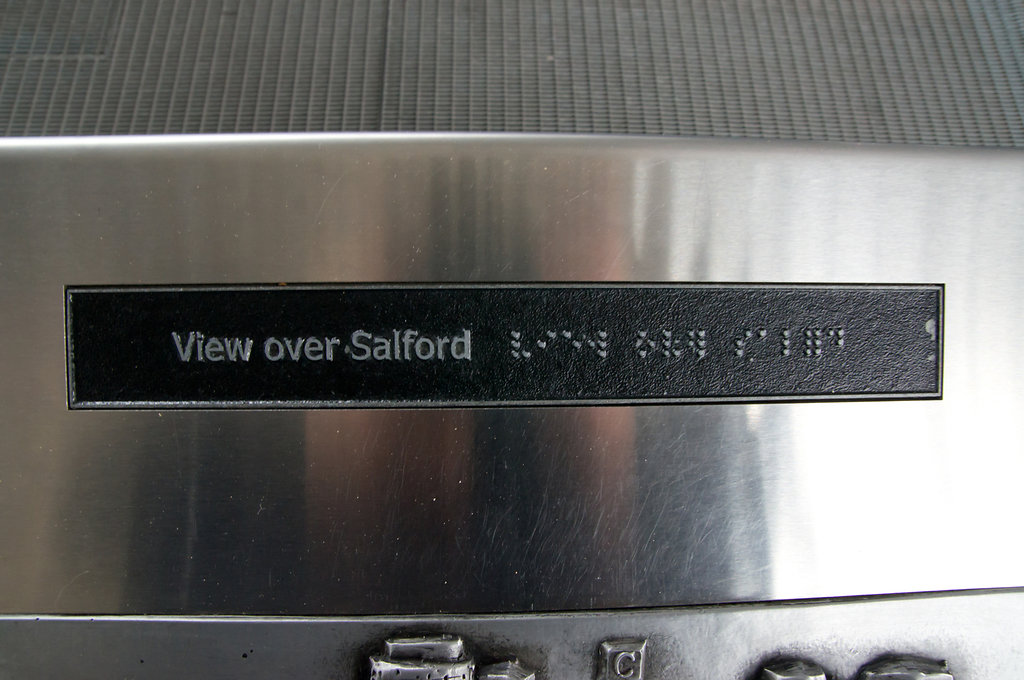 View over Salford ⠧⠊⠑⠺ ⠕⠧⠻ ⠎⠁⠇⠿⠙
C